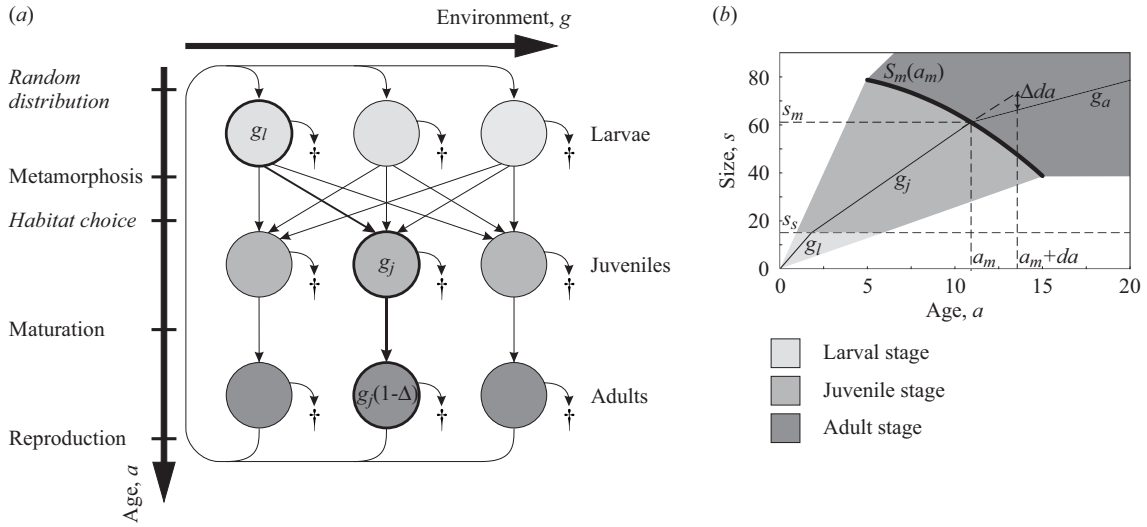 (a)
Environment, g
Random
distribution
Metamorphosis
Habitat choice
Maturation
Reproduction
Age, a
g_l
†
†
†
Larvae
g_j
†
†
†
Juveniles
g_j(1-Δ)
†
†
†
Adults
(b)
Size, s
80
60
40
20
0
s_m
s_s
S_m(a_m)
Δda
g_a
g_j
g_l
a_m
a_m+da
0
5
10
15
20
Age, a
Larval stage
Juvenile stage
Adult stage